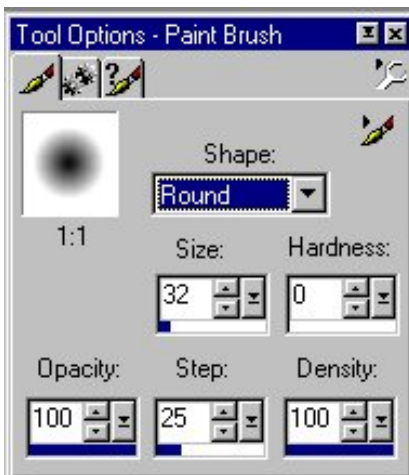 Tool Options - Paint Brush
?
Shape:
Round
1:1
Size:
Hardness:
32
0
Opacity:
Step:
Density:
100
25
100